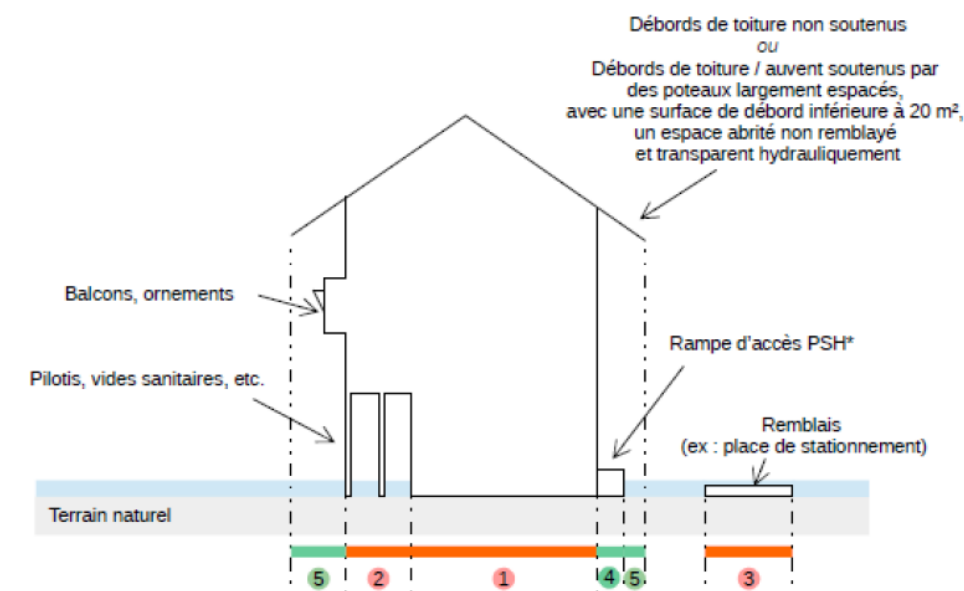 Débords de toiture non soutenus
ou
Débords de toiture / auvent soutenus par
des poteaux largement espacés,
avec une surface de débord inférieure à 20 m²,
un espace abrité non remblayé
et transparent hydrauliquement
Balcons, ornements
Rampe d'accès PSH*
Pilotis, vides sanitaires, etc.
Remblais
(ex : place de stationnement)
Terrain naturel
5 2 1 4 5 3